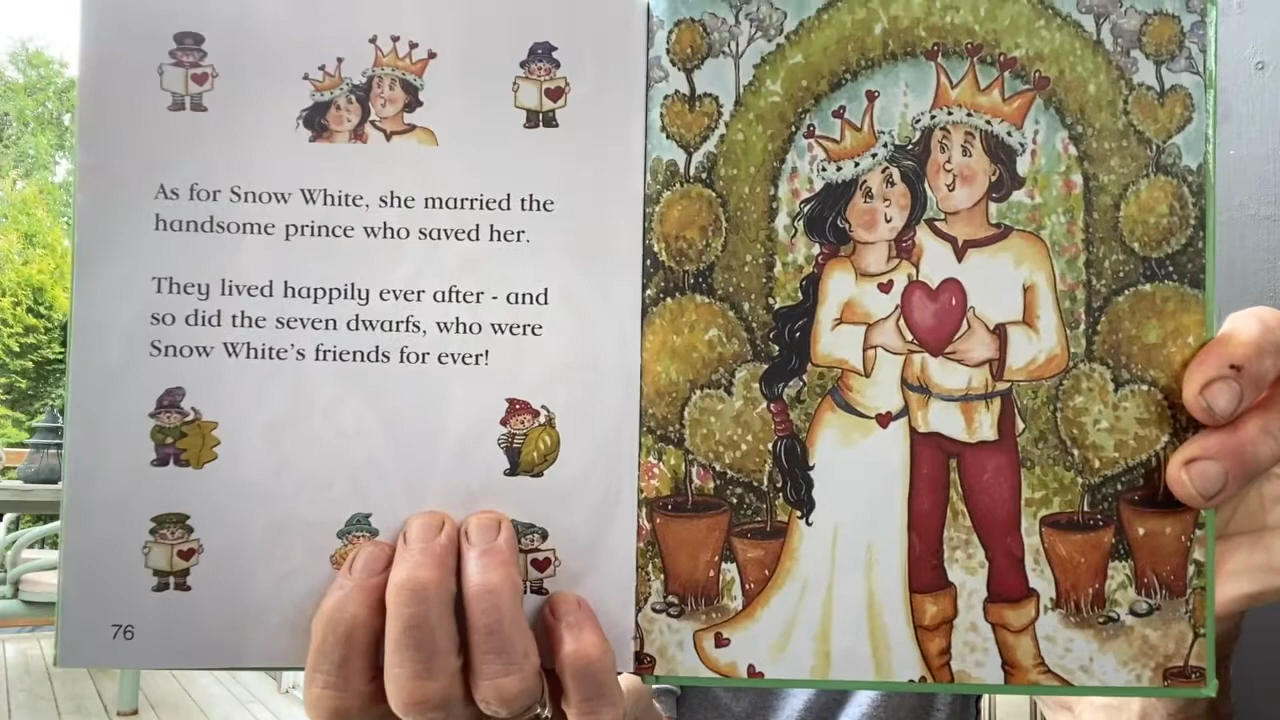 As for Snow White, she married the
handsome prince who saved her.
They lived happily ever after - and
so did the seven dwarfs, who were
Snow White's friends for ever!
76